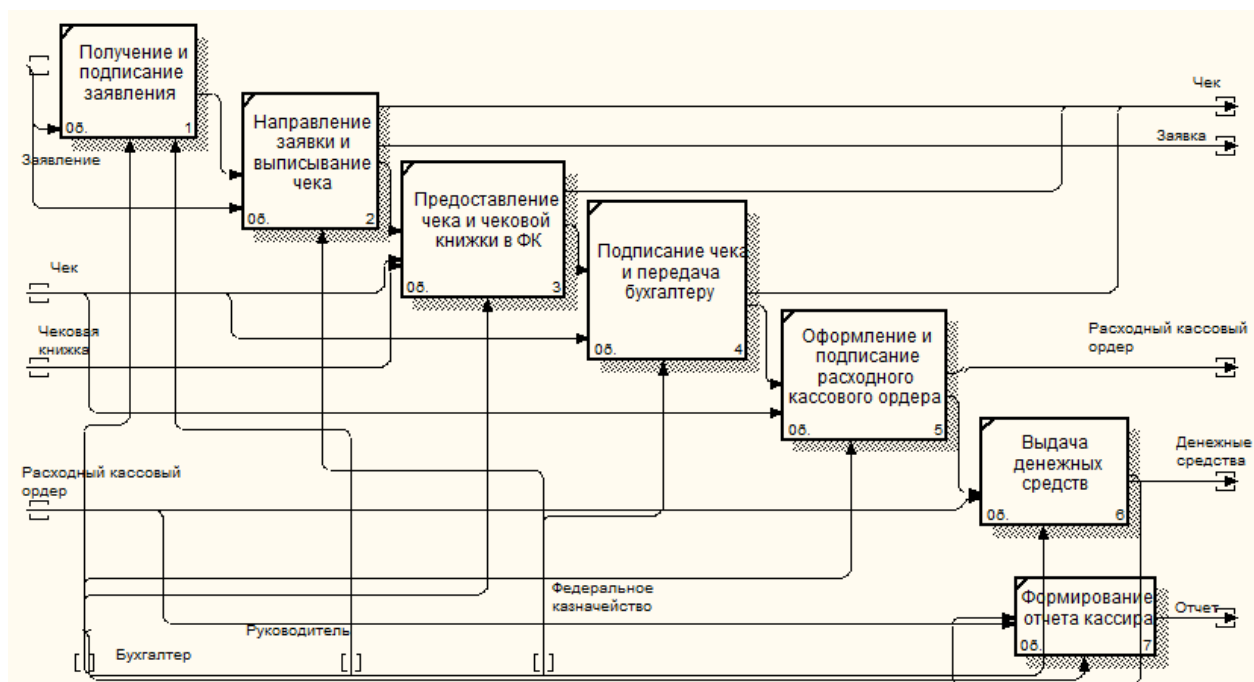 Получение и
подписание
заявления
0б.
1
Чек
Направление
заявки и
выписывание
чека
0б.
2
Заявка
Заявление
Предоставление
чека и чековой
книжки в ФК
0б.
3
Подписание чека
и передача
бухгалтеру
0б.
4
Чек
Чековая
книжка
Оформление и
подписание
расходного
кассового ордера
0б.
5
Расходный кассовый
ордер
Выдача
денежных
средств
0б.
6
Денежные
средства
Расходный кассовый
ордер
Федеральное
казначейство
Формирование
отчета кассира
0б.
7
Отчет
Руководитель
Бухгалтер